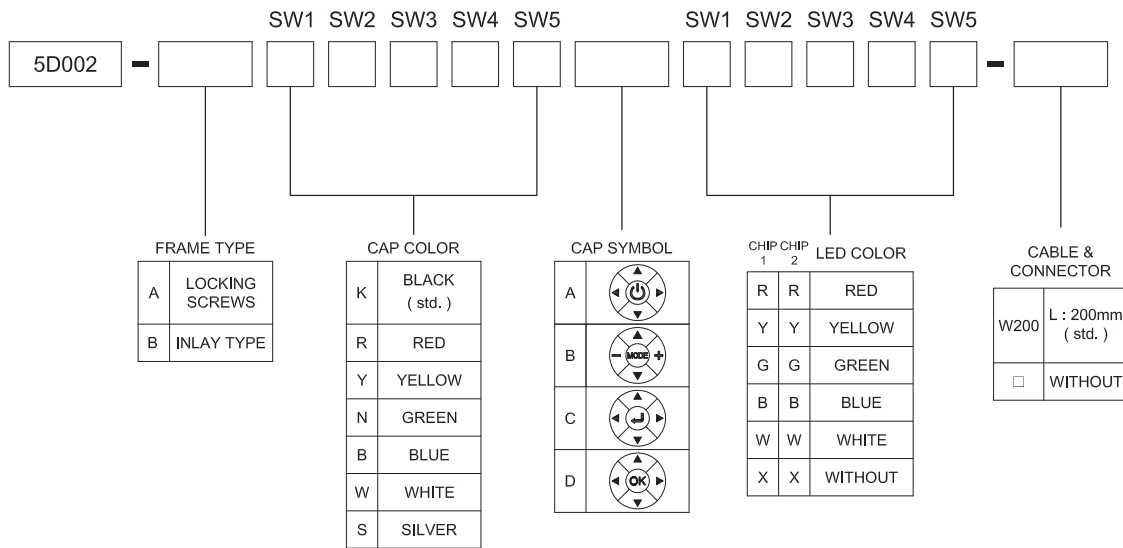 SW1 SW2 SW3 SW4 SW5 SW1 SW2 SW3 SW4 SW5
5D002 - -
FRAME TYPE
A LOCKING
SCREWS
B INLAY TYPE
CAP COLOR
K BLACK
( std. )
R RED
Y YELLOW
N GREEN
B BLUE
W WHITE
S SILVER
CAP SYMBOL
A
B - MODE +
C
D OK
CHIP CHIP LED COLOR
1 2
R R RED
Y Y YELLOW
G G GREEN
B B BLUE
W W WHITE
X X WITHOUT
CABLE &
CONNECTOR
W200 L : 200mm
( std. )
□ WITHOUT